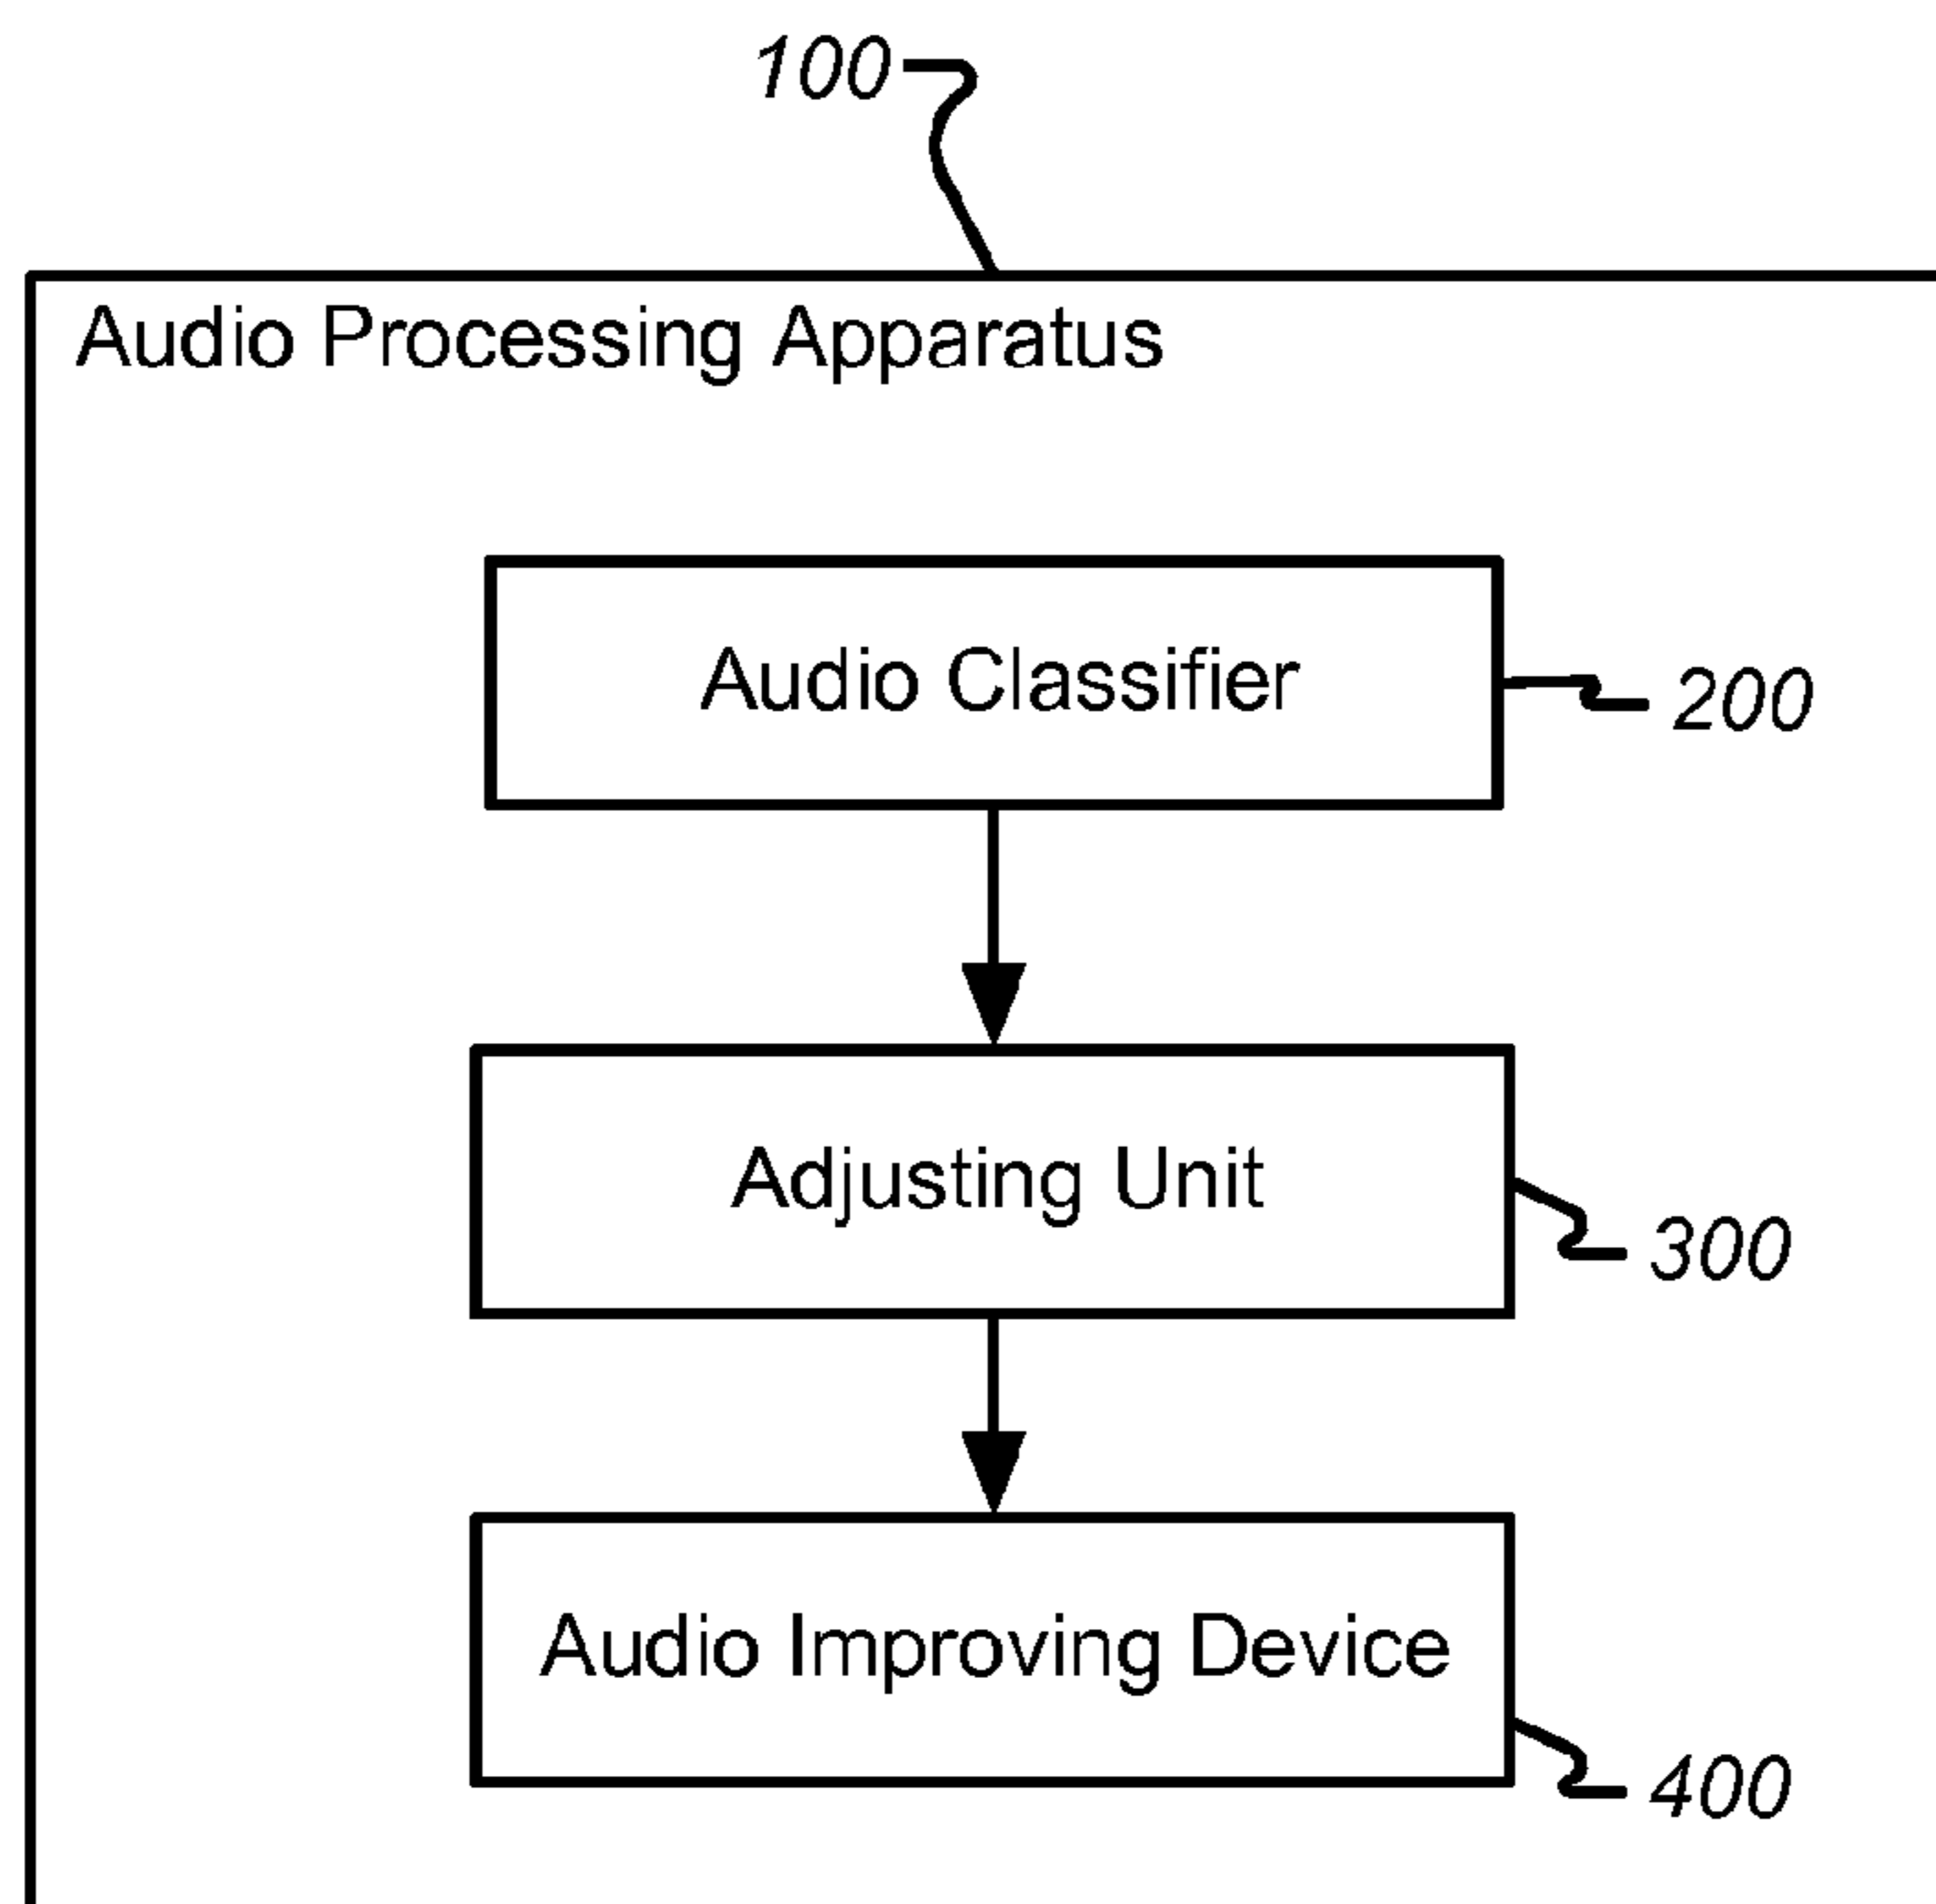 100
Audio Processing Apparatus
Audio Classifier
200
Adjusting Unit
300
Audio Improving Device
400